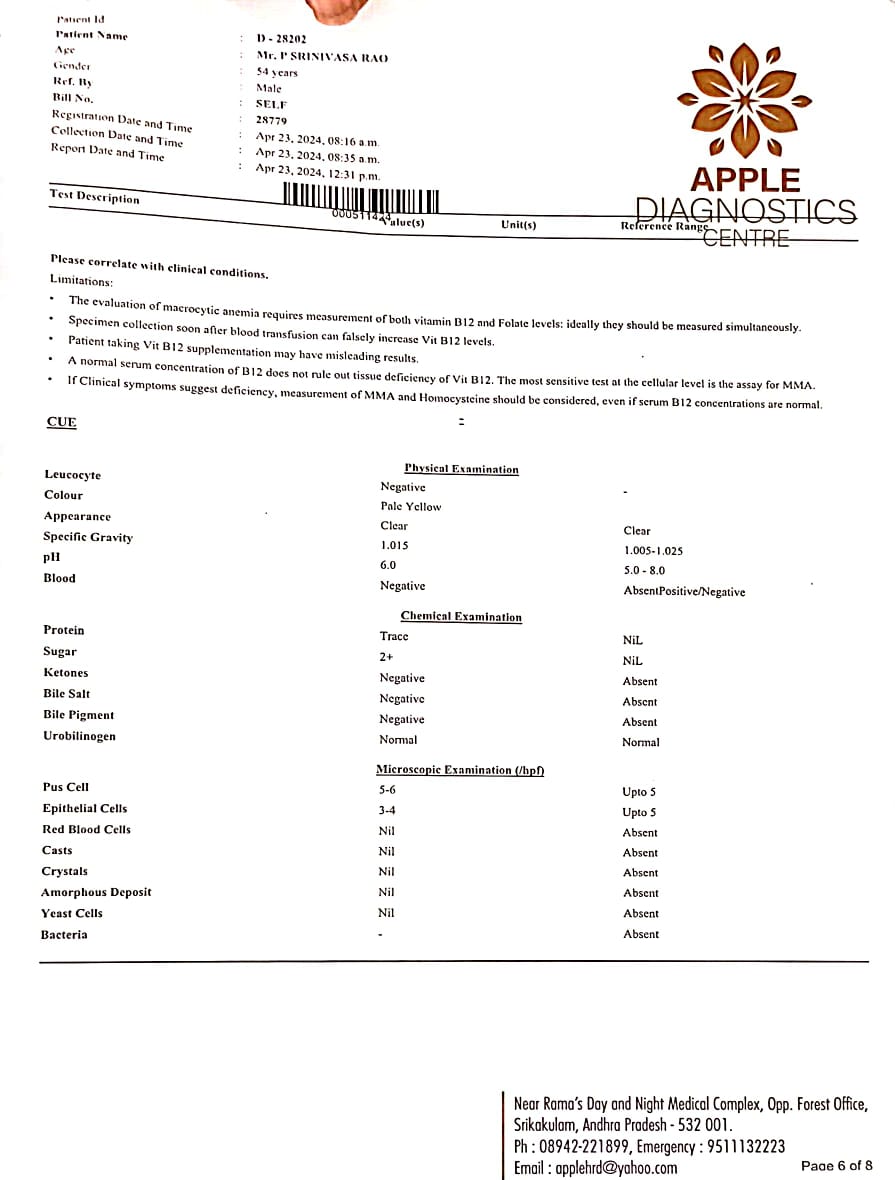 Patient Id : D - 28202
Patient Name : Mr. P SRINIVASA RAO
Age : 54 years
Gender : Male
Ref. By : SELF
Bill No. : 28779
Registration Date and Time : Apr 23, 2024, 08:16 a.m.
Collection Date and Time : Apr 23, 2024, 08:35 a.m.
Report Date and Time : Apr 23, 2024, 12:31 p.m.
APPLE
DIAGNOSTICS
CENTRE
Test Description Value(s) Unit(s) Reference Range
Please correlate with clinical conditions.
Limitations:
• The evaluation of macrocytic anemia requires measurement of both vitamin B12 and Folate levels: ideally they should be measured simultaneously.
• Specimen collection soon after blood transfusion can falsely increase Vit B12 levels.
• Patient taking Vit B12 supplementation may have misleading results.
• A normal serum concentration of B12 does not rule out tissue deficiency of Vit B12. The most sensitive test at the cellular level is the assay for MMA.
• If Clinical symptoms suggest deficiency, measurement of MMA and Homocysteine should be considered, even if serum B12 concentrations are normal.
CUE
Physical Examination
Leucocyte Negative -
Colour Pale Yellow
Appearance Clear Clear
Specific Gravity 1.015 1.005-1.025
pH 6.0 5.0 - 8.0
Blood Negative AbsentPositive/Negative
Chemical Examination
Protein Trace NiL
Sugar 2+ NiL
Ketones Negative Absent
Bile Salt Negative Absent
Bile Pigment Negative Absent
Urobilinogen Normal Normal
Microscopic Examination (/hpf)
Pus Cell 5-6 Upto 5
Epithelial Cells 3-4 Upto 5
Red Blood Cells Nil Absent
Casts Nil Absent
Crystals Nil Absent
Amorphous Deposit Nil Absent
Yeast Cells Nil Absent
Bacteria - Absent
Near Rama's Day and Night Medical Complex, Opp. Forest Office,
Srikakulam, Andhra Pradesh - 532 001.
Ph : 08942-221899, Emergency : 9511132223
Email : applehrd@yahoo.com
Page 6 of 8